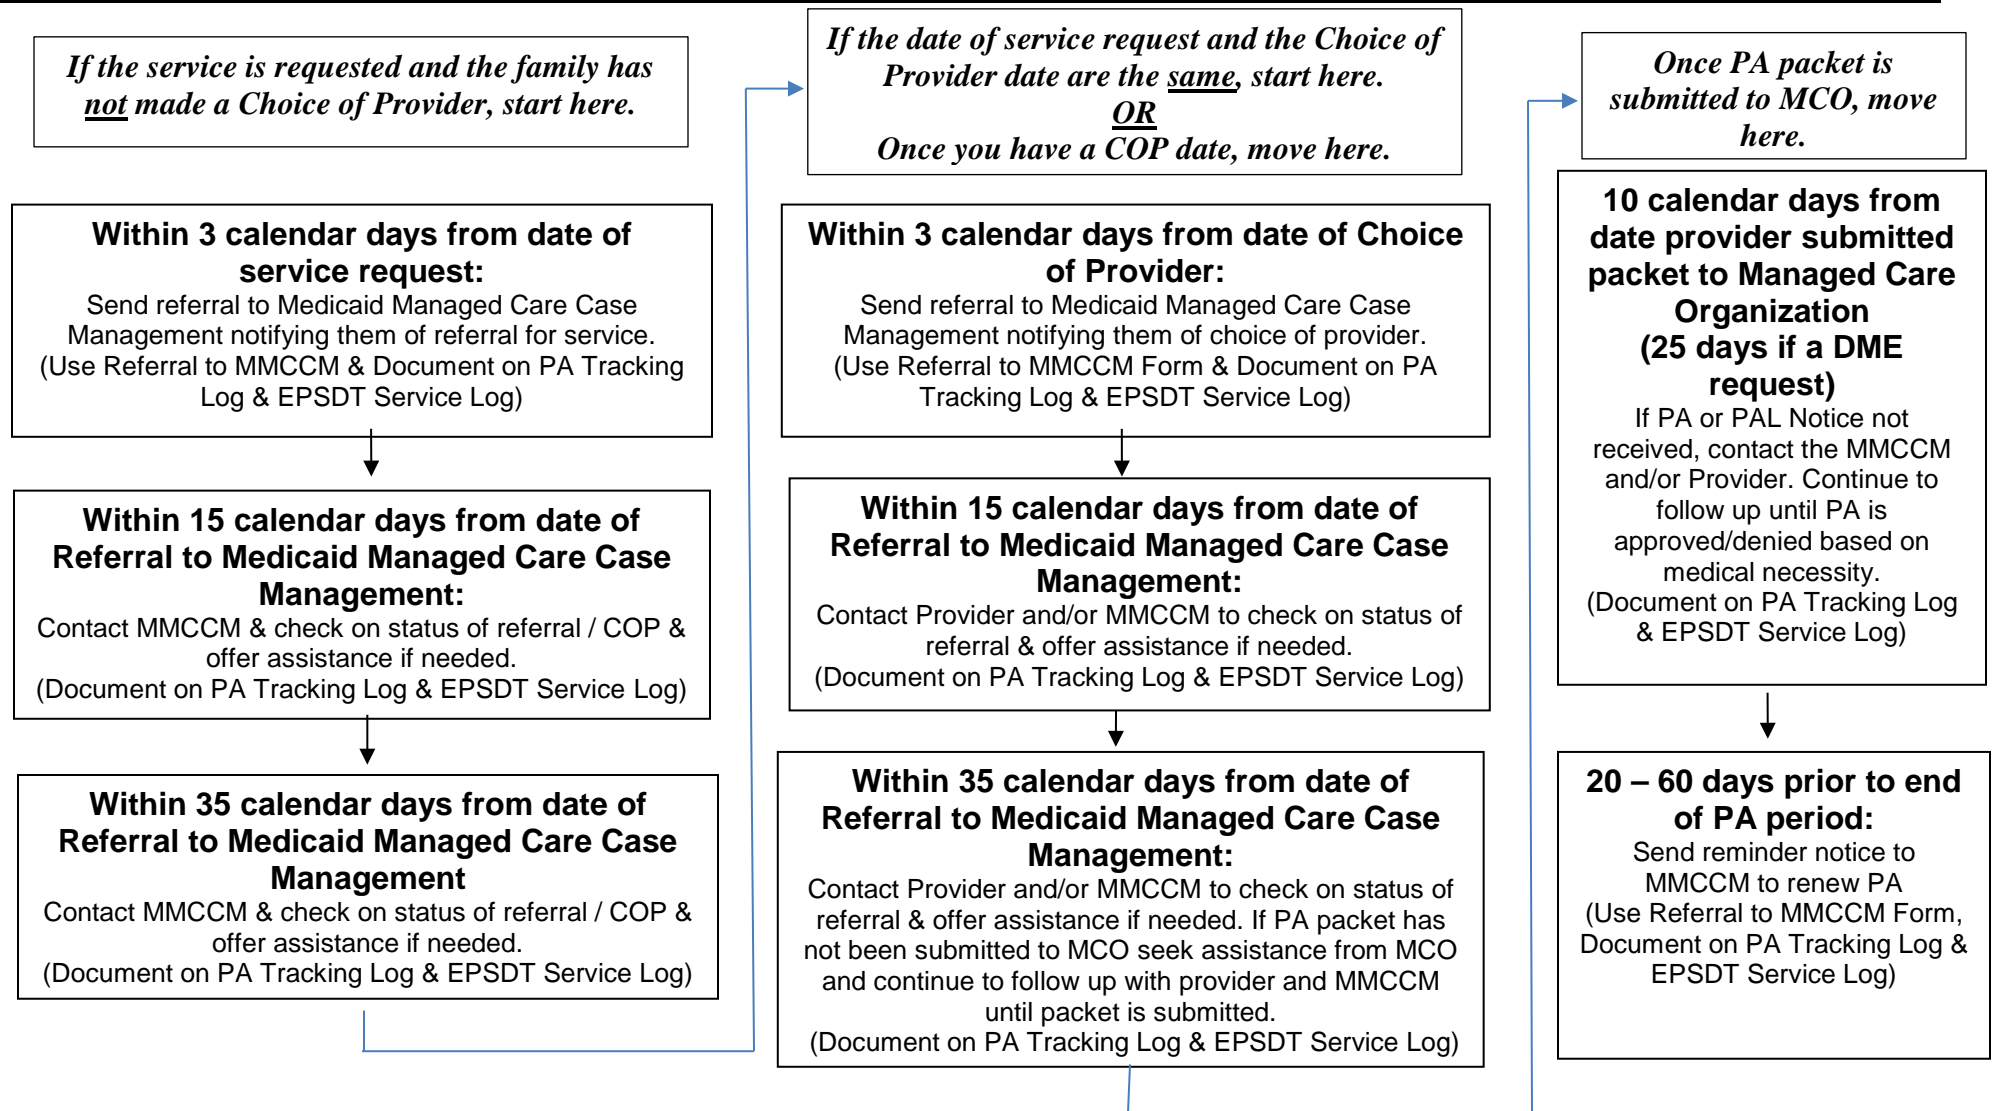 If the service is requested and the family has
not made a Choice of Provider, start here.
Within 3 calendar days from date of
service request:
Send referral to Medicaid Managed Care Case
Management notifying them of referral for service.
(Use Referral to MMCCM & Document on PA Tracking
Log & EPSDT Service Log)
Within 15 calendar days from date of
Referral to Medicaid Managed Care Case
Management:
Contact MMCCM & check on status of referral / COP &
offer assistance if needed.
(Document on PA Tracking Log & EPSDT Service Log)
Within 35 calendar days from date of
Referral to Medicaid Managed Care Case
Management
Contact MMCCM & check on status of referral / COP &
offer assistance if needed.
(Document on PA Tracking Log & EPSDT Service Log)
If the date of service request and the Choice of
Provider date are the same, start here.
OR
Once you have a COP date, move here.
Within 3 calendar days from date of Choice
of Provider:
Send referral to Medicaid Managed Care Case
Management notifying them of choice of provider.
(Use Referral to MMCCM Form & Document on PA
Tracking Log & EPSDT Service Log)
Within 15 calendar days from date of
Referral to Medicaid Managed Care Case
Management:
Contact Provider and/or MMCCM to check on status of
referral & offer assistance if needed.
(Document on PA Tracking Log & EPSDT Service Log)
Within 35 calendar days from date of
Referral to Medicaid Managed Care Case
Management:
Contact Provider and/or MMCCM to check on status of
referral & offer assistance if needed. If PA packet has
not been submitted to MCO seek assistance from MCO
and continue to follow up with provider and MMCCM
until packet is submitted.
(Document on PA Tracking Log & EPSDT Service Log)
Once PA packet is
submitted to MCO, move
here.
10 calendar days from
date provider submitted
packet to Managed Care
Organization
(25 days if a DME
request)
If PA or PAL Notice not
received, contact the MMCCM
and/or Provider. Continue to
follow up until PA is
approved/denied based on
medical necessity.
(Document on PA Tracking Log
& EPSDT Service Log)
20 – 60 days prior to end
of PA period:
Send reminder notice to
MMCCM to renew PA
(Use Referral to MMCCM Form,
Document on PA Tracking Log &
EPSDT Service Log)